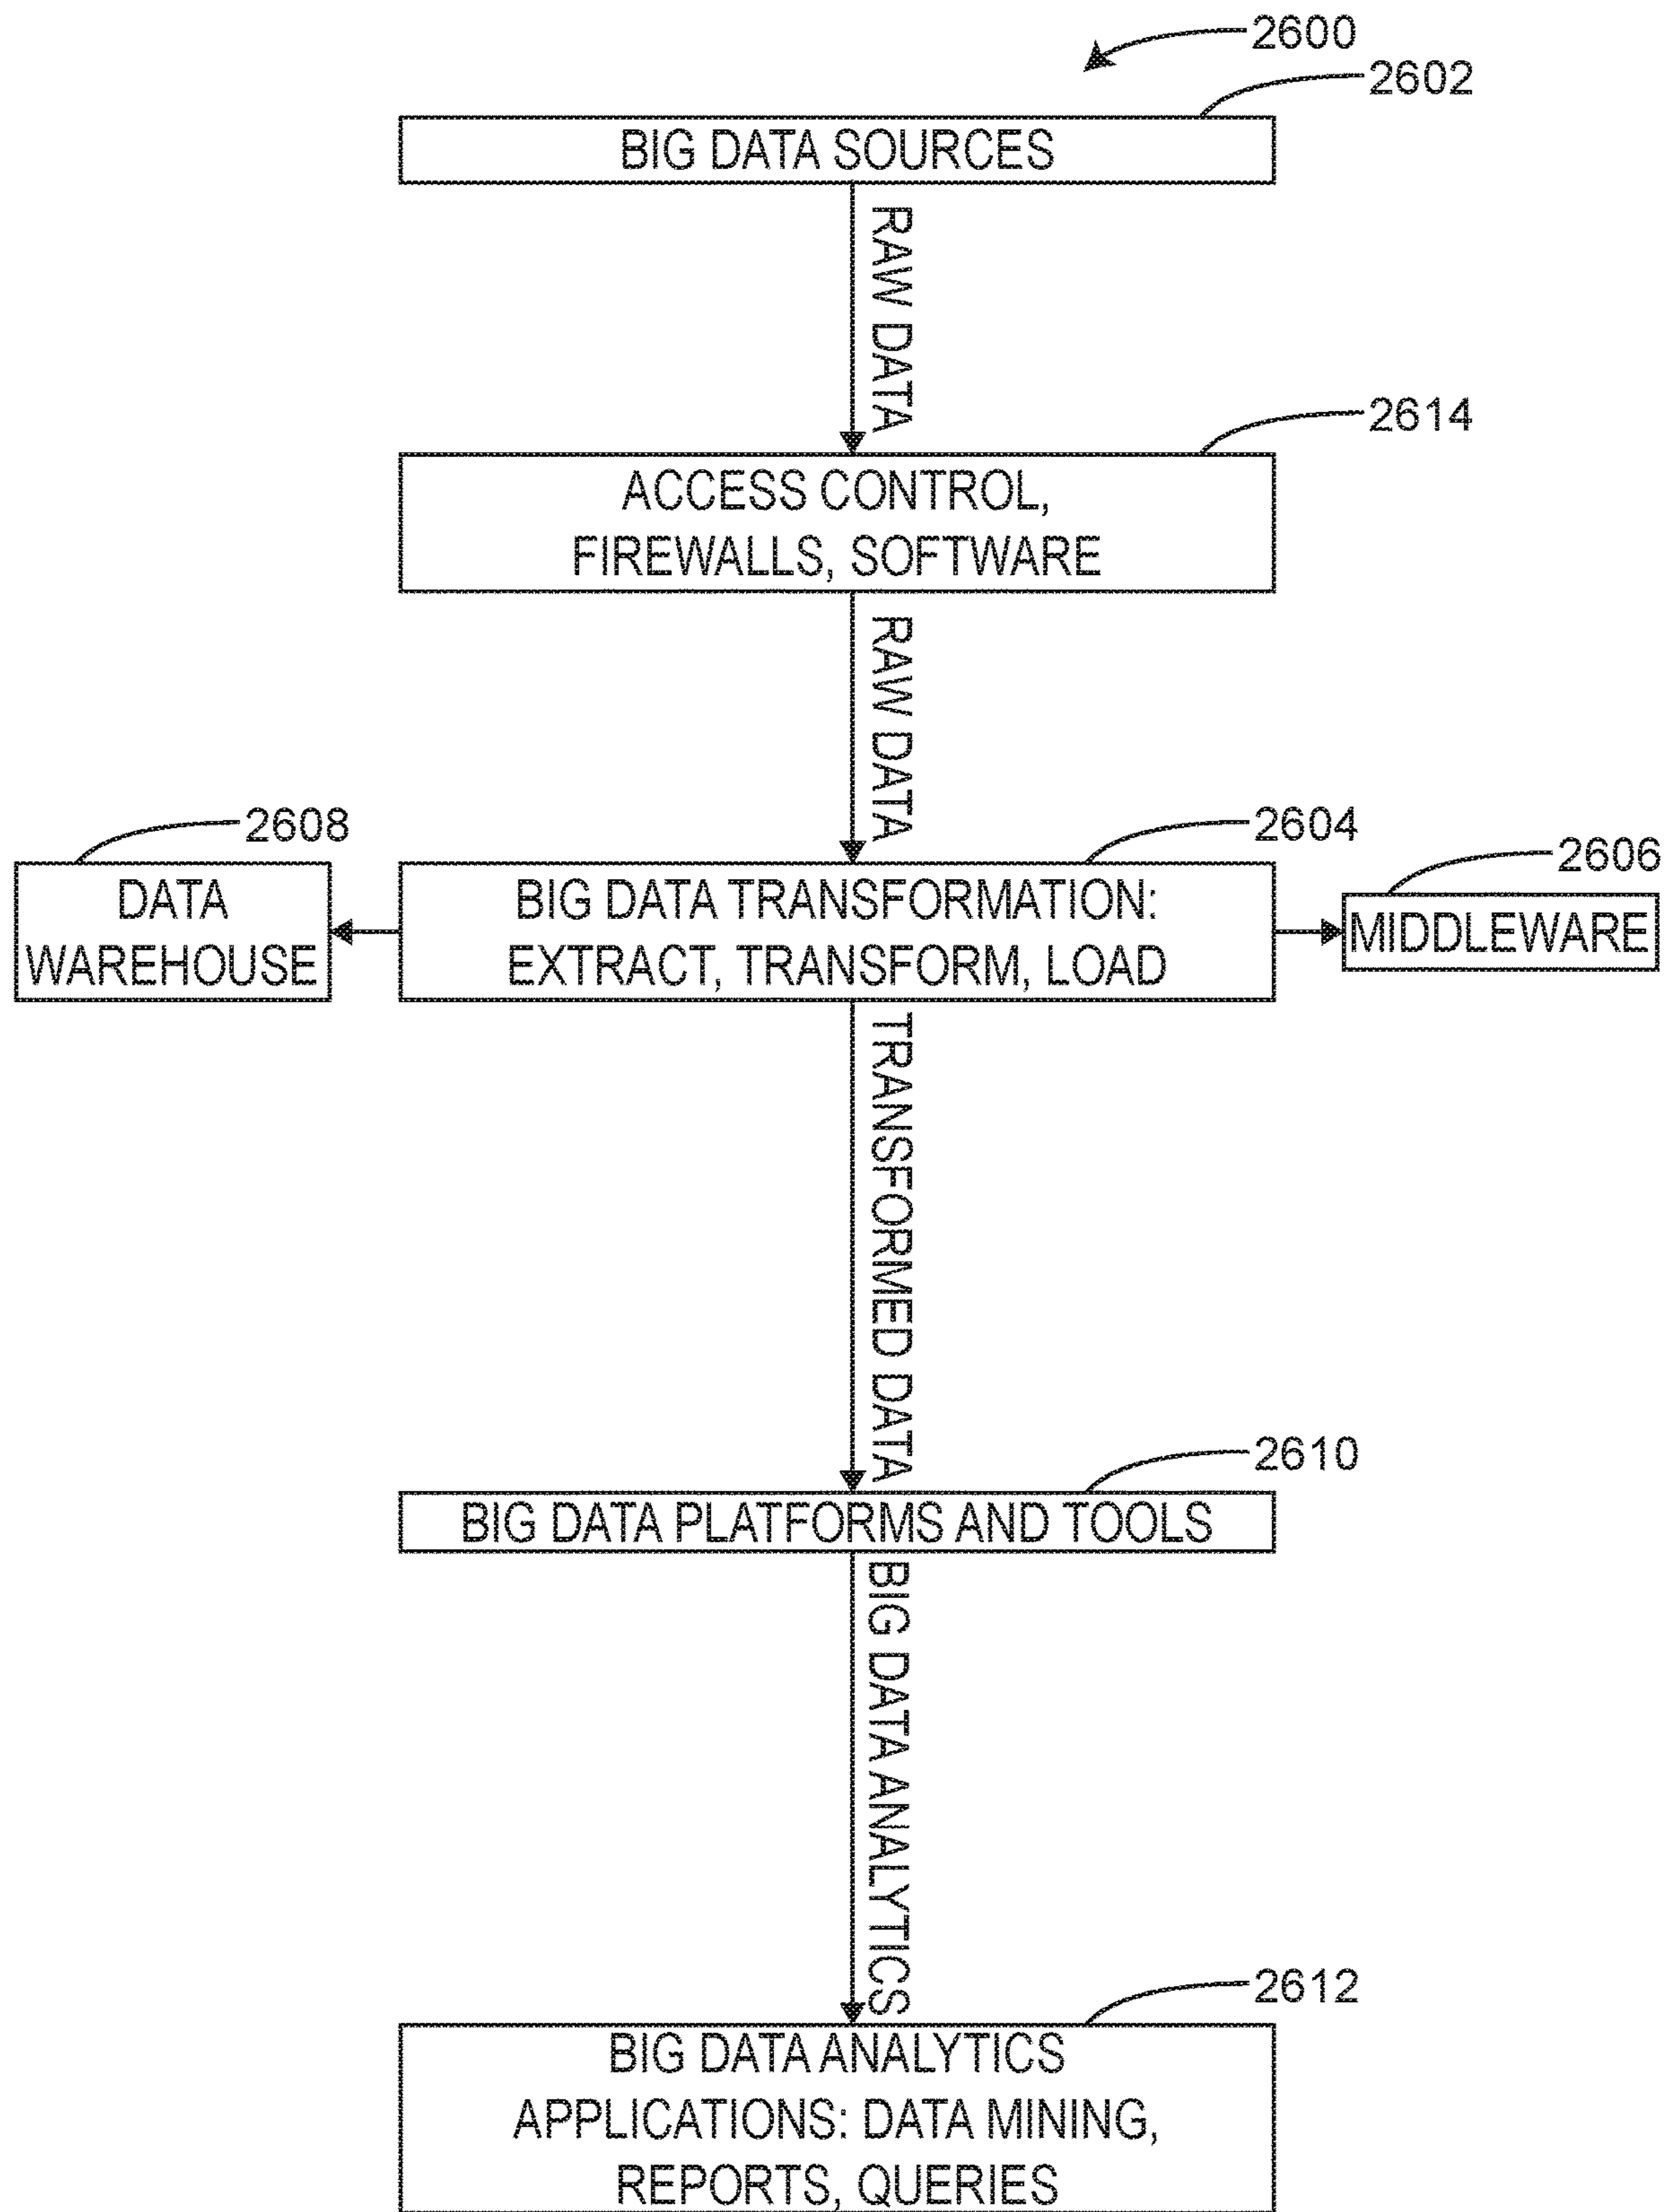 2600
2602
BIG DATA SOURCES
RAW DATA
2614
ACCESS CONTROL,
FIREWALLS, SOFTWARE
RAW DATA
2608
2604
2606
DATA
WAREHOUSE
BIG DATA TRANSFORMATION:
EXTRACT, TRANSFORM, LOAD
MIDDLEWARE
TRANSFORMED DATA
2610
BIG DATA PLATFORMS AND TOOLS
BIG DATA ANALYTICS
2612
BIG DATA ANALYTICS
APPLICATIONS: DATA MINING,
REPORTS, QUERIES